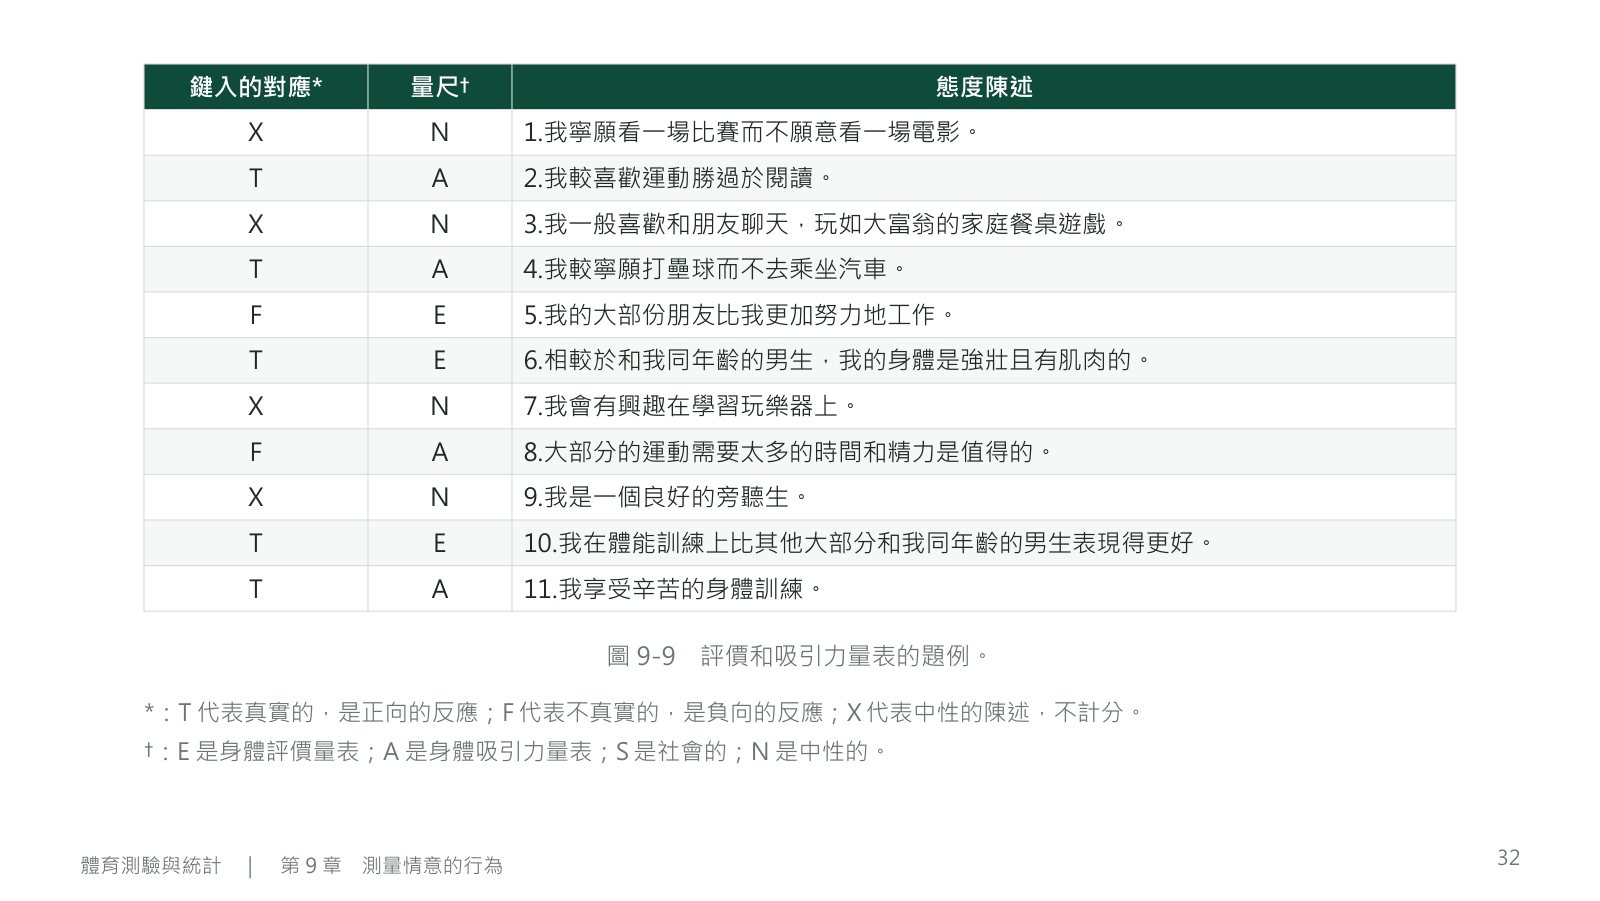 鍵入的對應* 量尺† 態度陳述
X N 1.我寧願看一場比賽而不願意看一場電影。
T A 2.我較喜歡運動勝過於閱讀。
X N 3.我一般喜歡和朋友聊天，玩如大富翁的家庭餐桌遊戲。
T A 4.我較寧願打壘球而不去乘坐汽車。
F E 5.我的大部份朋友比我更加努力地工作。
T E 6.相較於和我同年齡的男生，我的身體是強壯且有肌肉的。
X N 7.我會有興趣在學習玩樂器上。
F A 8.大部分的運動需要太多的時間和精力是值得的。
X N 9.我是一個良好的旁聽生。
T E 10.我在體能訓練上比其他大部分和我同年齡的男生表現得更好。
T A 11.我享受辛苦的身體訓練。
圖 9-9　評價和吸引力量表的題例。
*：T 代表真實的，是正向的反應；F 代表不真實的，是負向的反應；X 代表中性的陳述，不計分。
†：E 是身體評價量表；A 是身體吸引力量表；S 是社會的；N 是中性的。
體育測驗與統計　|　第 9 章　測量情意的行為
32